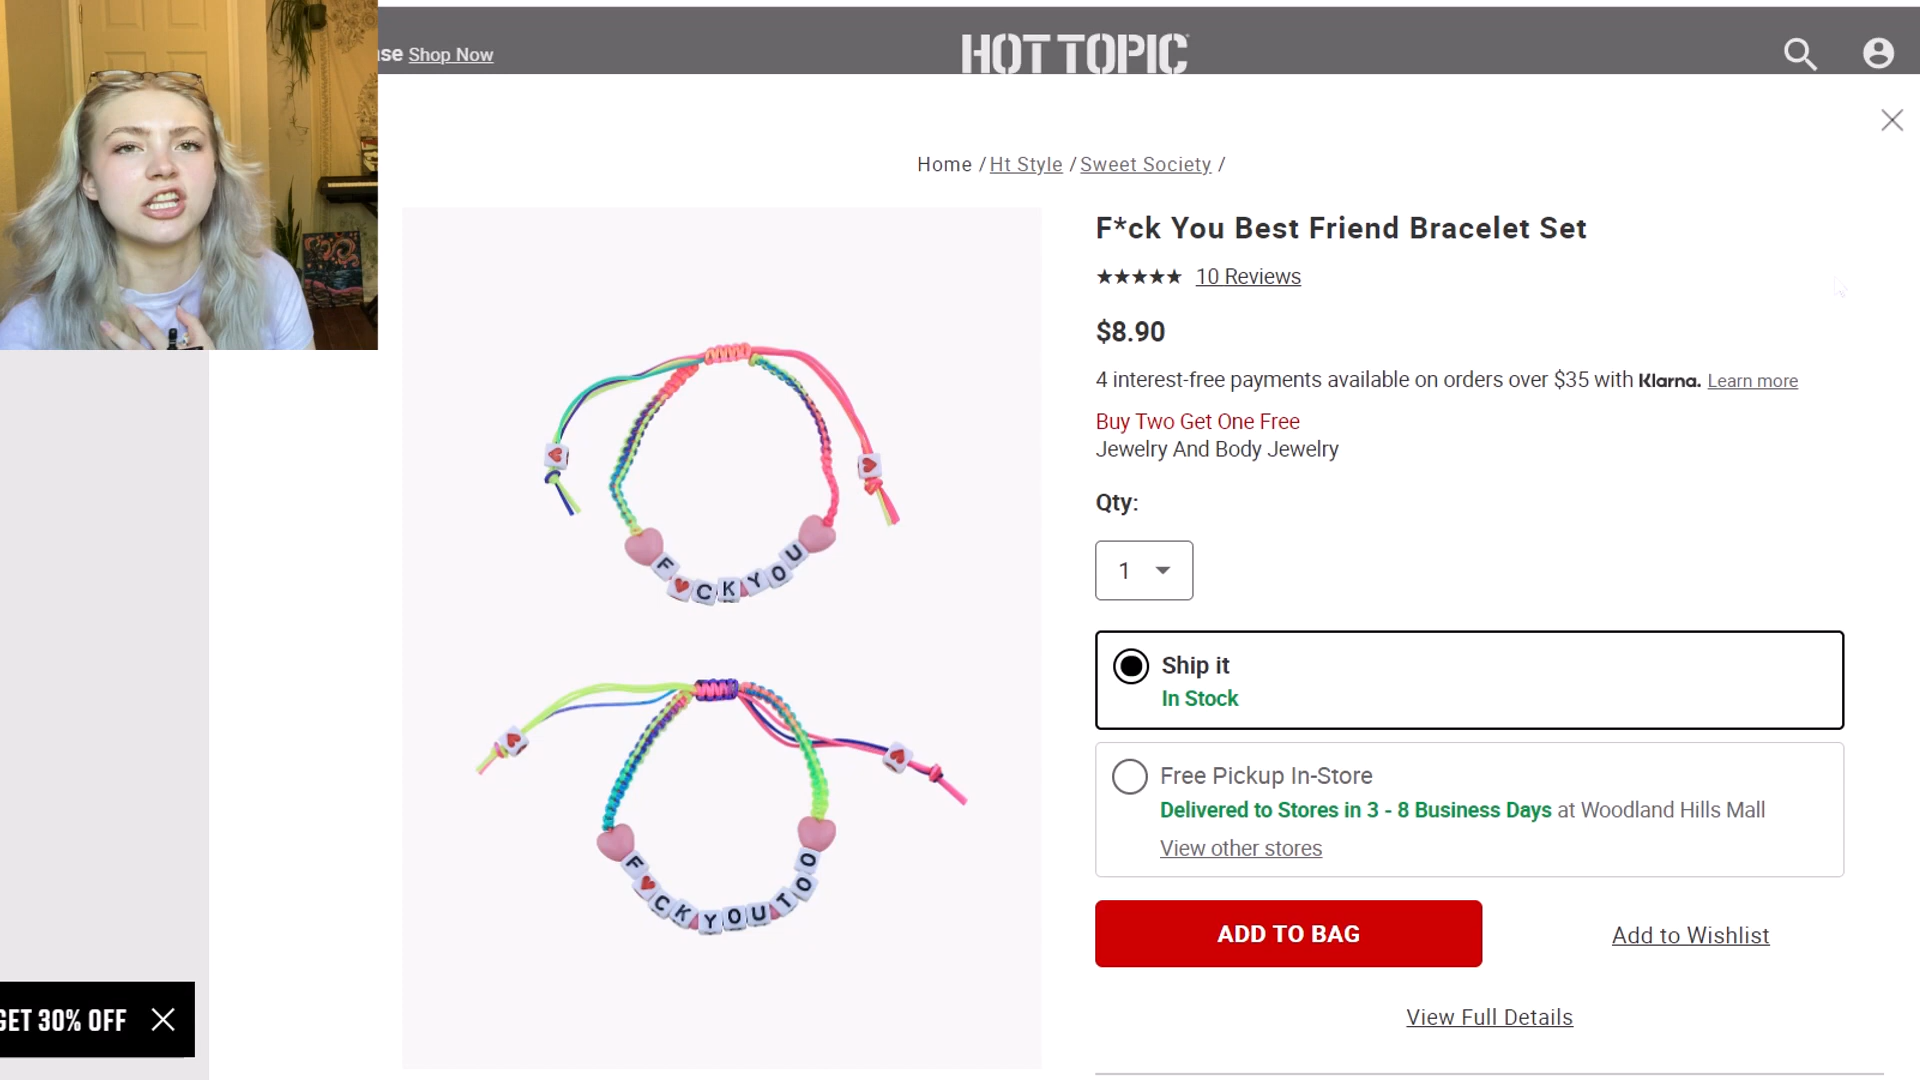 se Shop Now
HOT TOPIC
Home / Ht Style / Sweet Society /
F*ck You Best Friend Bracelet Set
★★★★★ 10 Reviews
$8.90
4 interest-free payments available on orders over $35 with Klarna. Learn more
Buy Two Get One Free
Jewelry And Body Jewelry
Qty:
1
Ship it
In Stock
Free Pickup In-Store
Delivered to Stores in 3 - 8 Business Days at Woodland Hills Mall
View other stores
ADD TO BAG
Add to Wishlist
View Full Details
F♥CKYOU
F♥CKYOUTOO
GET 30% OFF